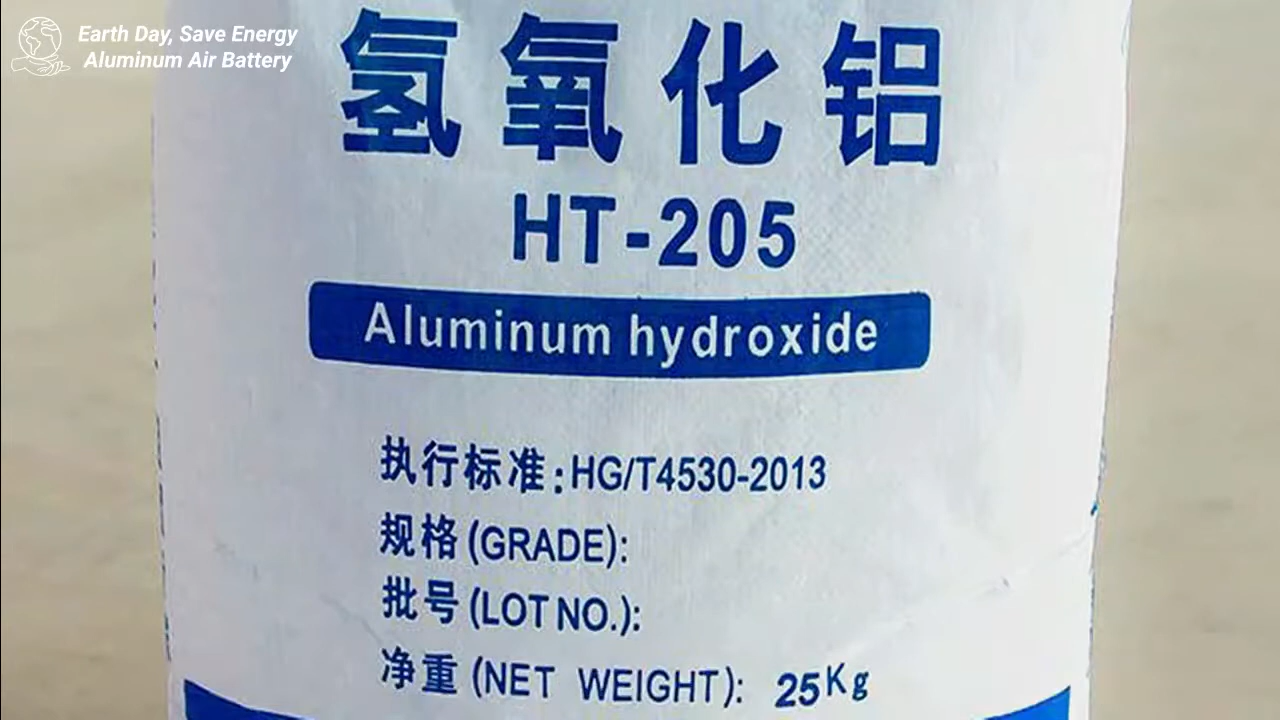 Earth Day, Save Energy
Aluminum Air Battery
氢氧化铝
HT-205
Aluminum hydroxide
执行标准:HG/T4530-2013
规格(GRADE):
批号(LOT NO.):
净重(NET WEIGHT): 25Kg